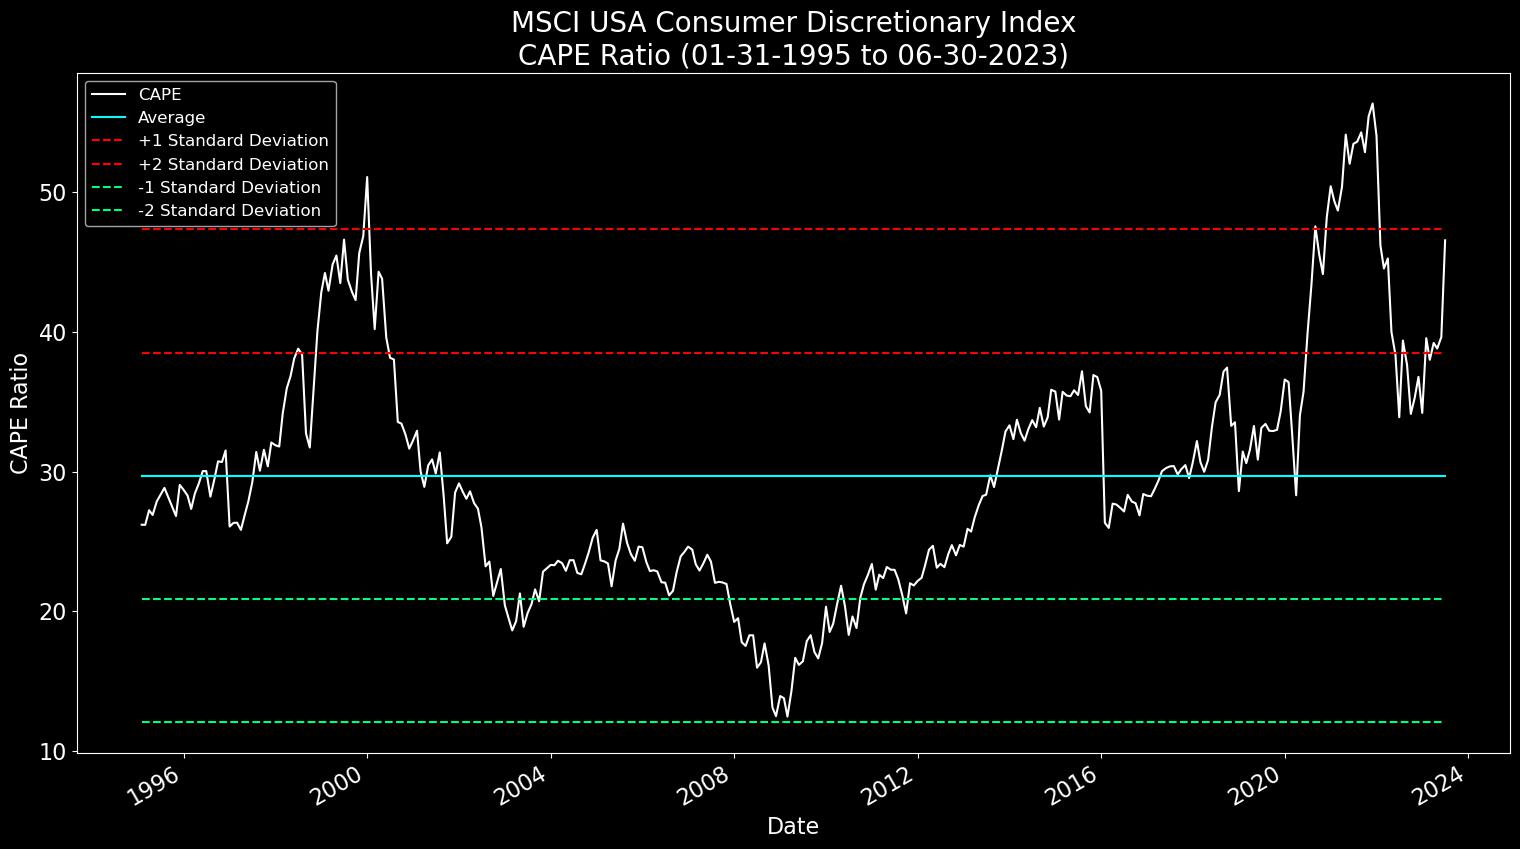 MSCI USA Consumer Discretionary Index
CAPE Ratio (01-31-1995 to 06-30-2023)
CAPE
Average
+1 Standard Deviation
+2 Standard Deviation
-1 Standard Deviation
-2 Standard Deviation
CAPE Ratio
50
40
30
20
10
1996
2000
2004
2008
2012
2016
2020
2024
Date